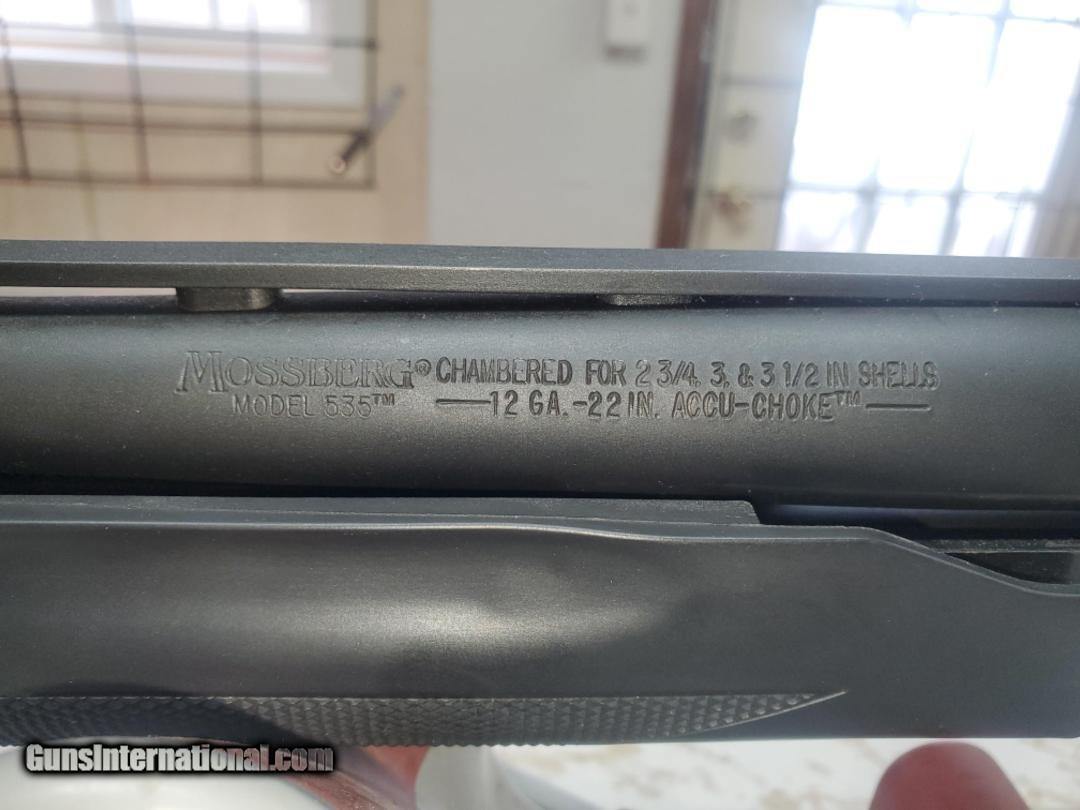 MOSSBERG® CHAMBERED FOR 2 3/4, 3, & 3 1/2 IN SHELLS
MODEL 535™ —12 GA.-22 IN. ACCU-CHOKE™—
GunsInternational.com